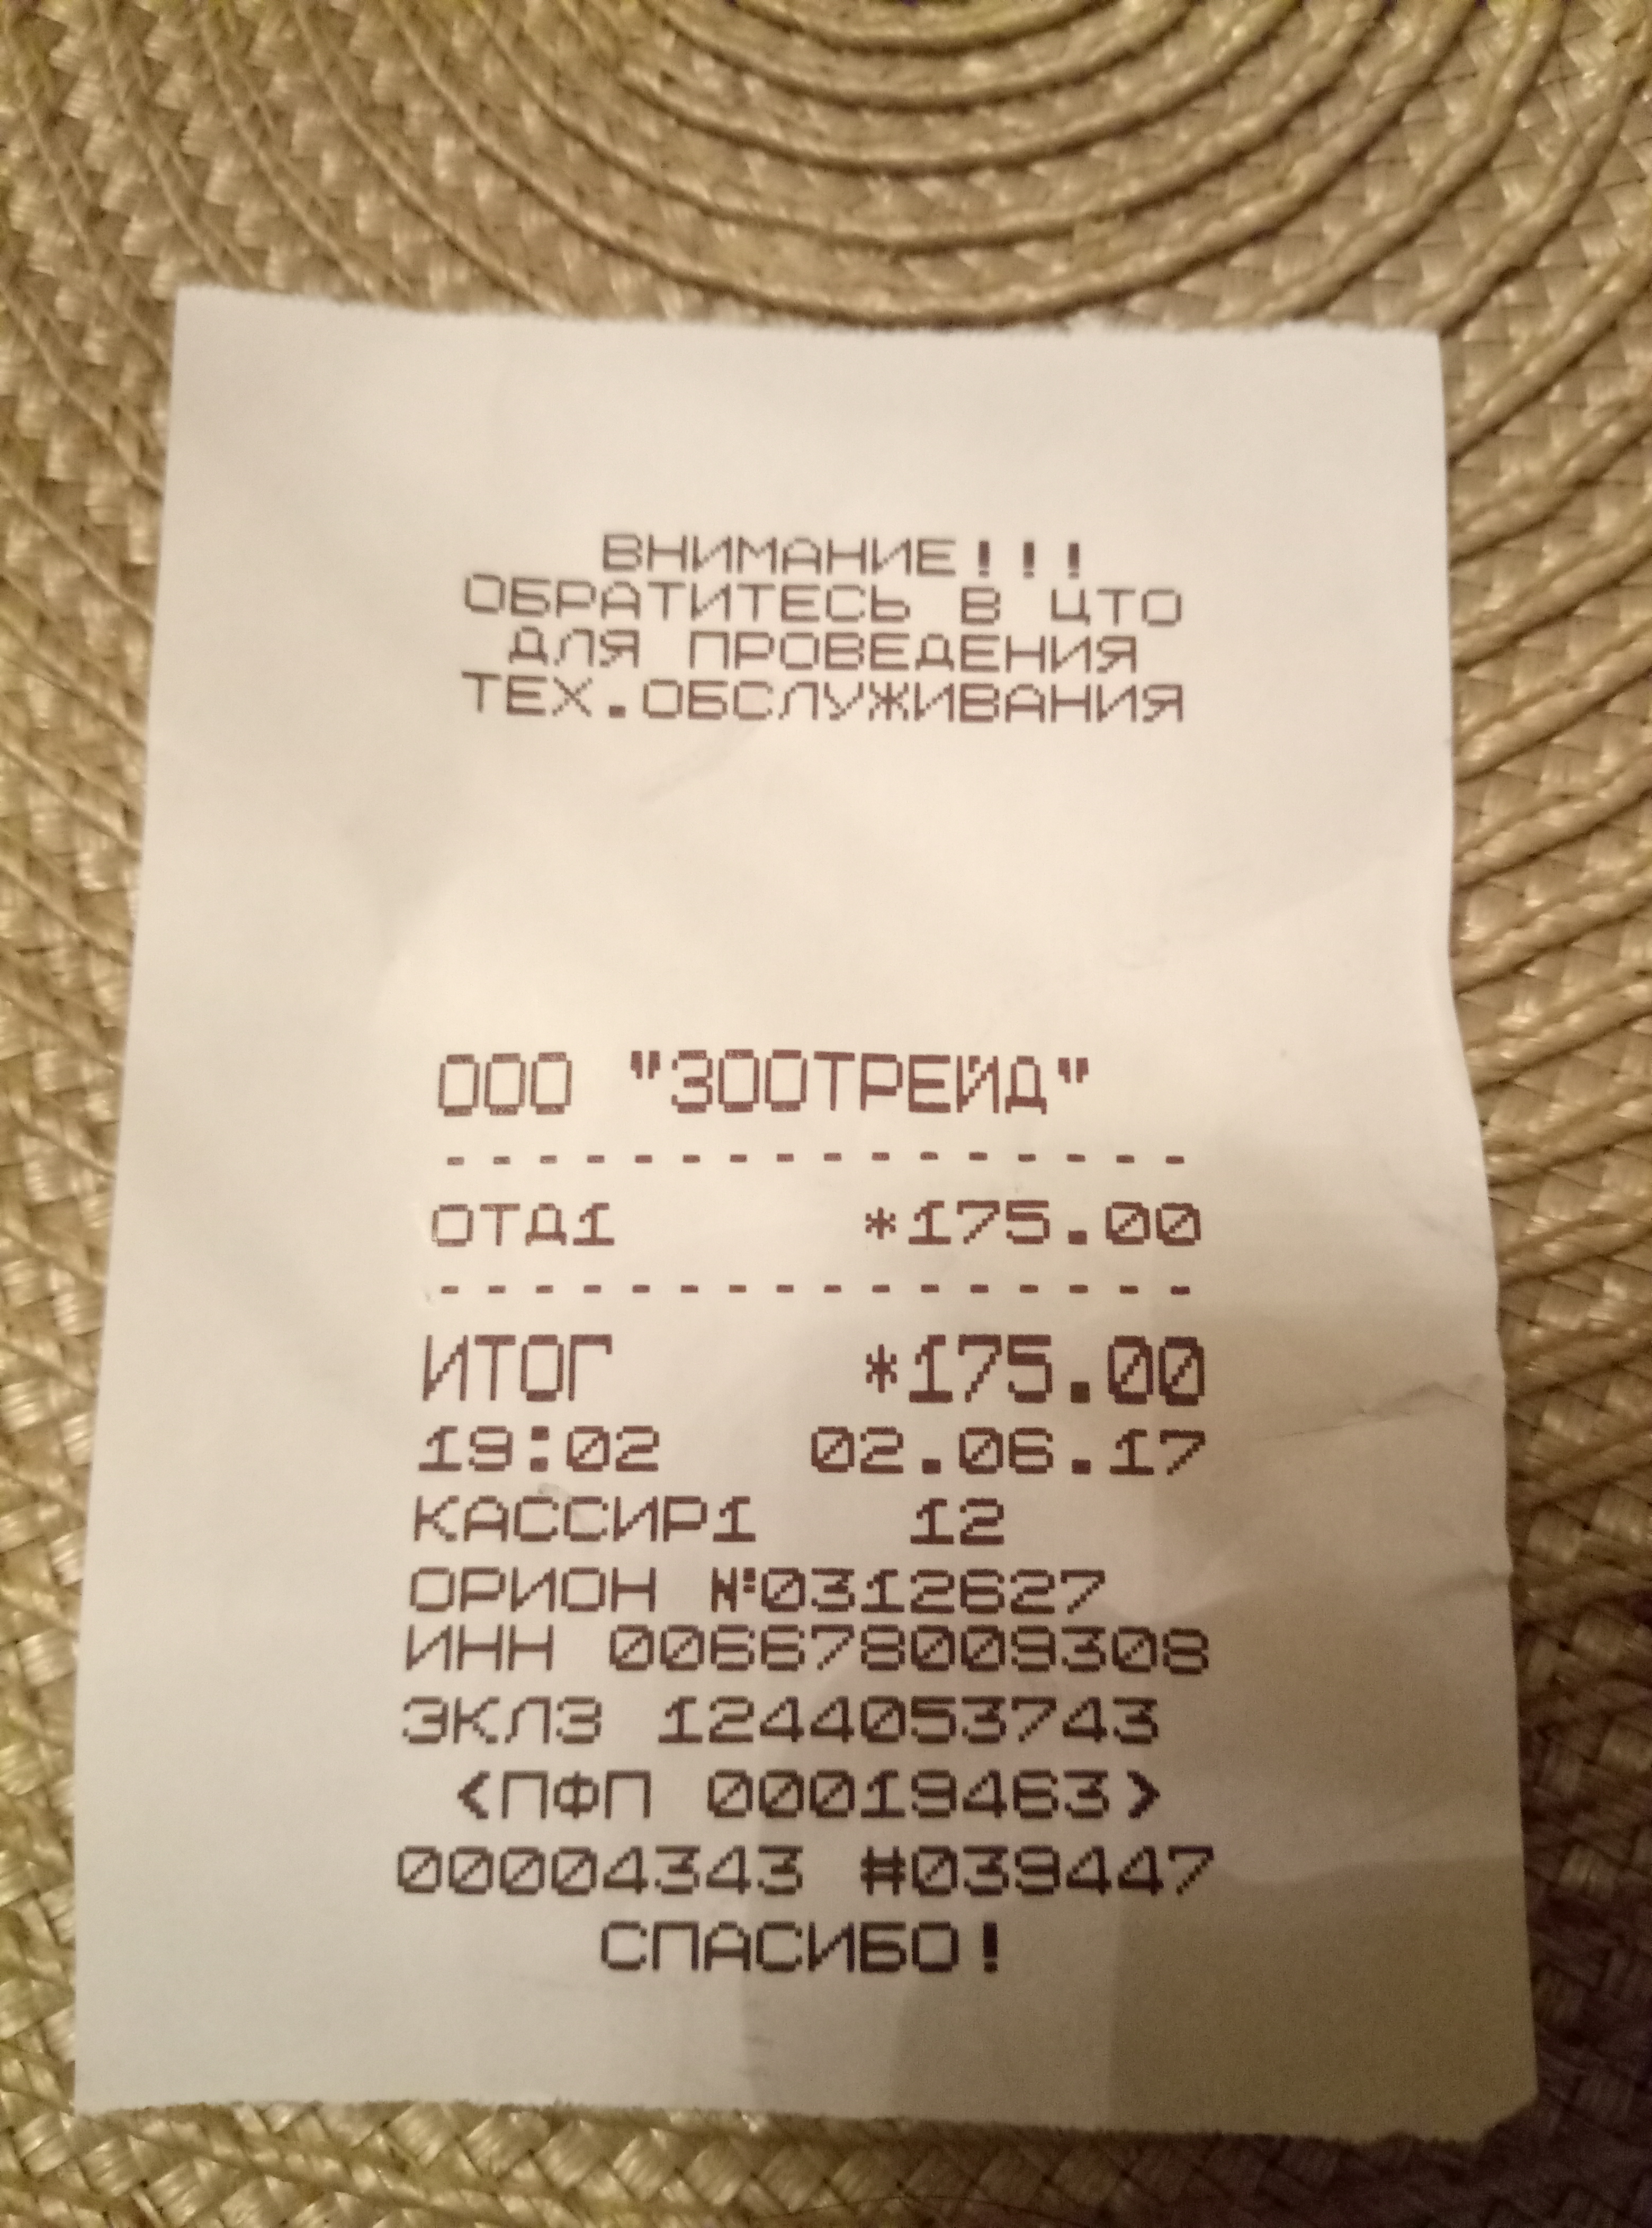 ВНИМАНИЕ!!!
ОБРАТИТЕСЬ В ЦТО
ДЛЯ ПРОВЕДЕНИЯ
ТЕХ.ОБСЛУЖИВАНИЯ
ООО "ЗООТРЕЙД"
- - - - - - - - - - - - - - - -
ОТД1 *175.00
- - - - - - - - - - - - - - - - -
ИТОГ *175.00
19:02 02.06.17
КАССИР1 12
ОРИОН №0312627
ИНН 006678009308
ЭКЛЗ 1244053743
<ПФП 00019463>
00004343 #039447
СПАСИБО!